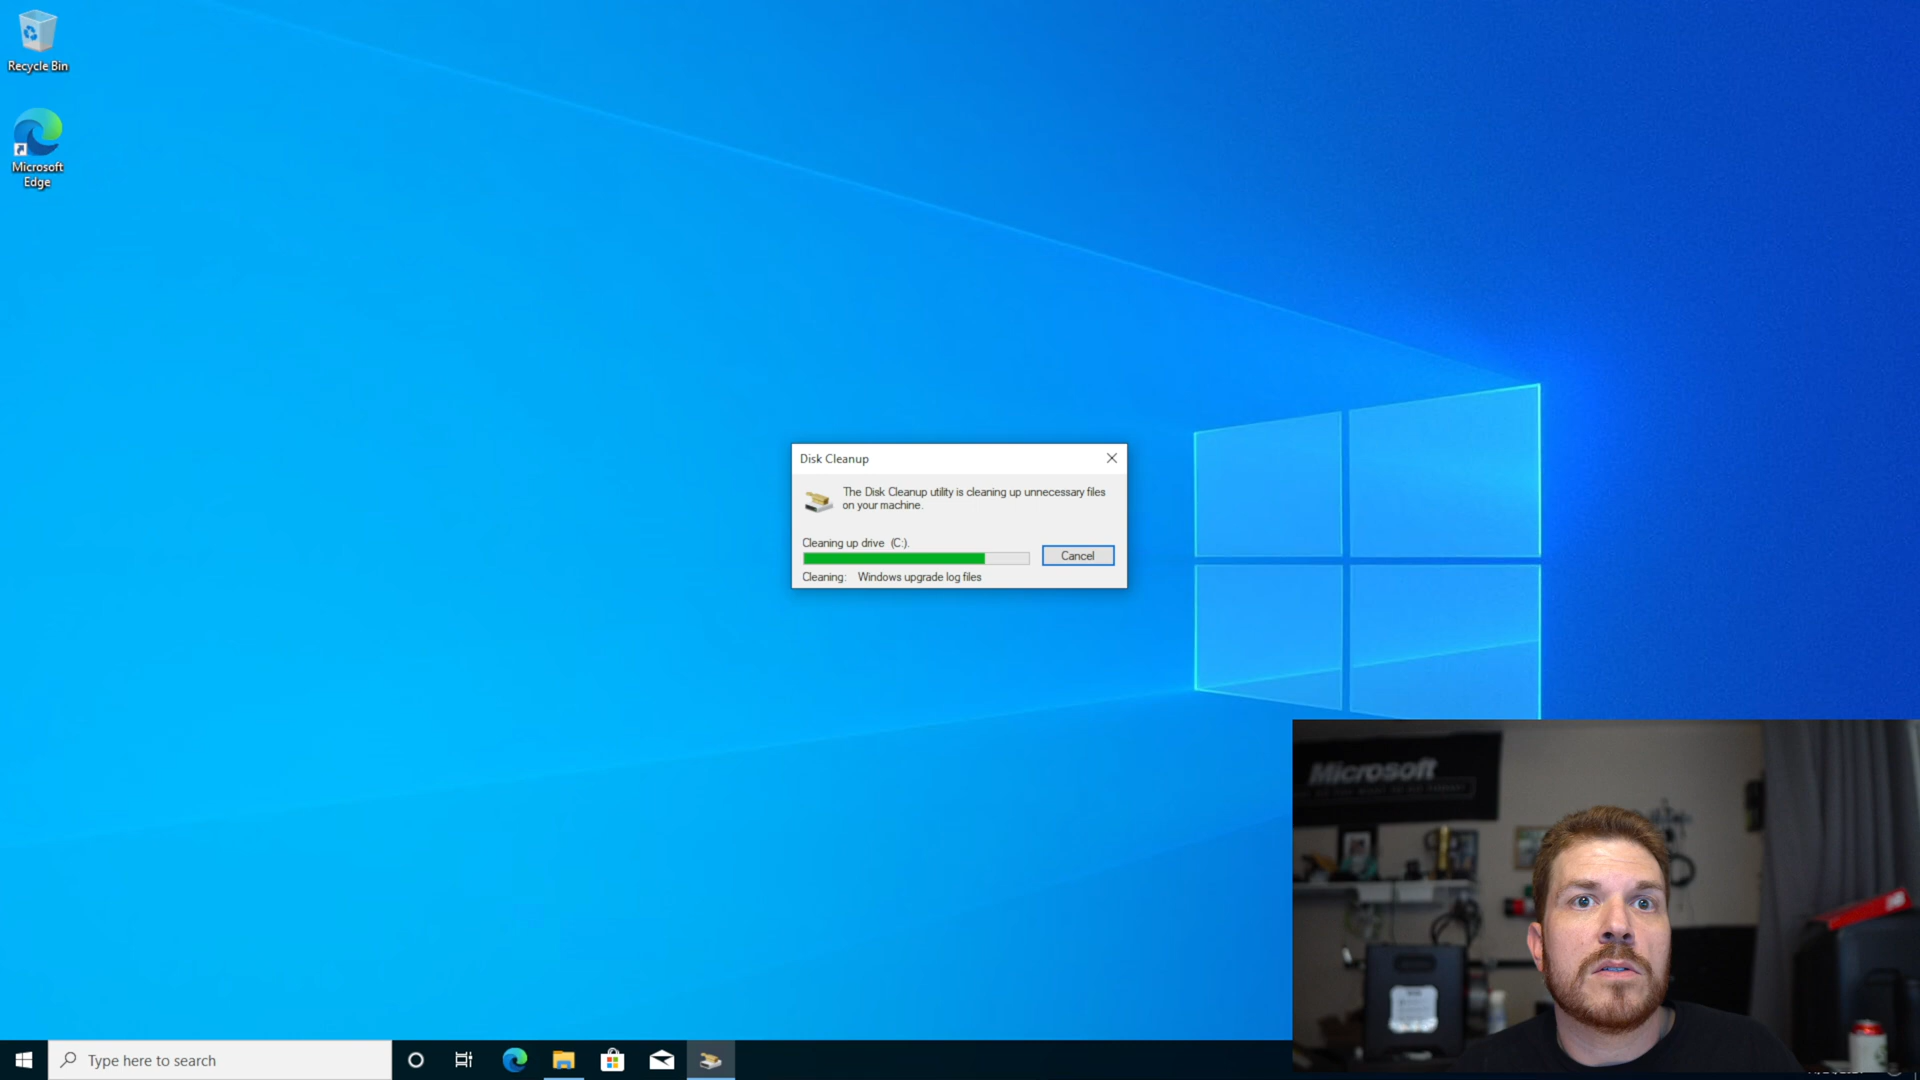 Recycle Bin
Microsoft
Edge
Disk Cleanup
The Disk Cleanup utility is cleaning up unnecessary files
on your machine.
Cleaning up drive (C:).
Cancel
Cleaning: Windows upgrade log files
Microsoft
Type here to search